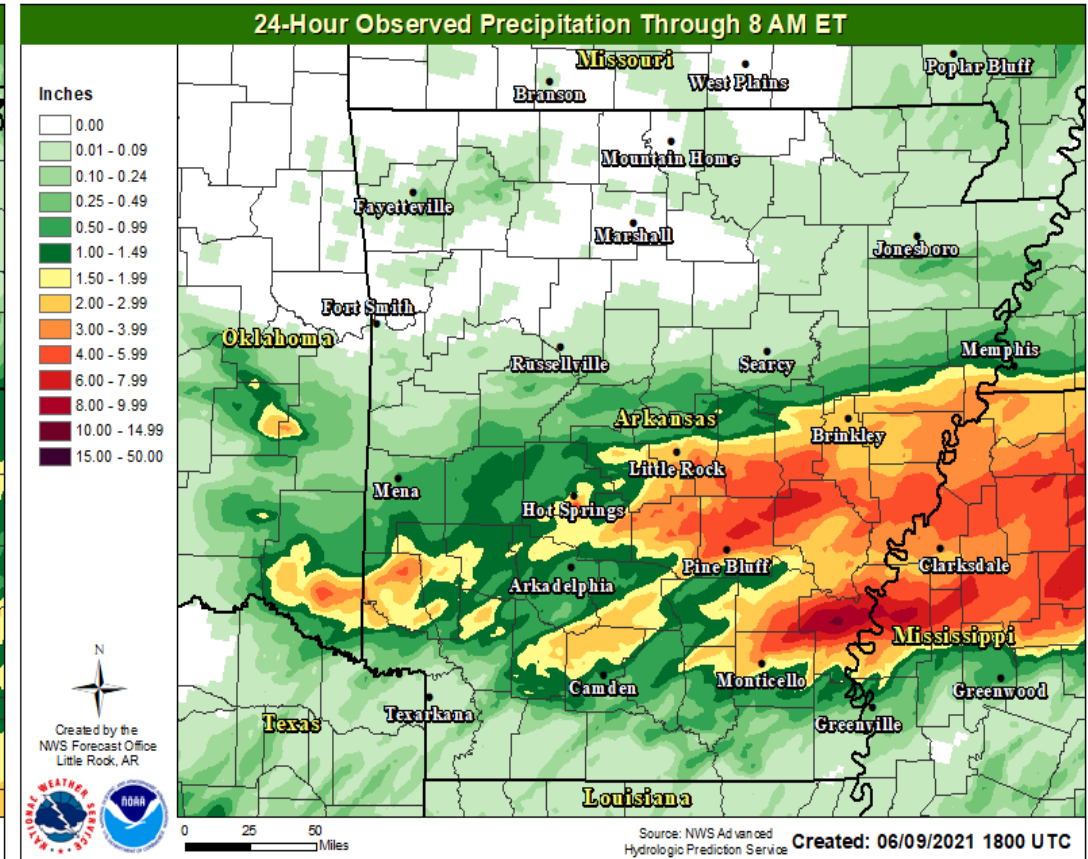 24-Hour Observed Precipitation Through 8 AM ET
Inches
0.00
0.01 - 0.09
0.10 - 0.24
0.25 - 0.49
0.50 - 0.99
1.00 - 1.49
1.50 - 1.99
2.00 - 2.99
3.00 - 3.99
4.00 - 5.99
6.00 - 7.99
8.00 - 9.99
10.00 - 14.99
15.00 - 50.00
Missouri
Poplar Bluff
West Plains
Branson
Mountain Home
Fayetteville
Marshall
Jonesboro
Fort Smith
Oklahoma
Memphis
Russellville
Searcy
Arkansas
Brinkley
Little Rock
Mena
Hot Springs
Pine Bluff
Clarksdale
Arkadelphia
Mississippi
Monticello
Camden
Greenwood
Texarkana
Texas
Greenville
Louisiana
N
Created by the
NWS Forecast Office
Little Rock, AR
NATIONAL WEATHER SERVICE
NOAA
0 25 50
Miles
Source: NWS Advanced
Hydrologic Prediction Service
Created: 06/09/2021 1800 UTC